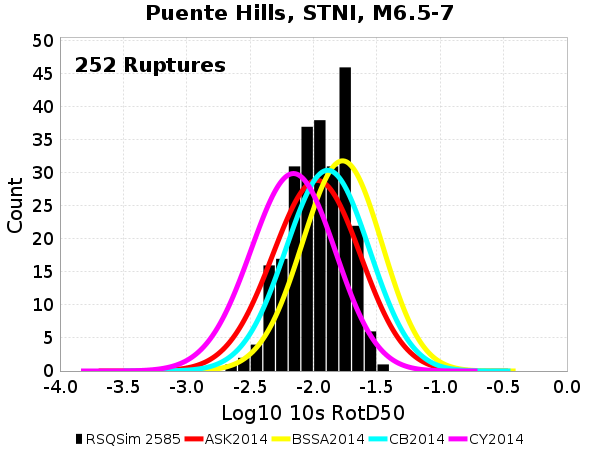 Puente Hills, STNI, M6.5-7
252 Ruptures
50
45
40
35
30
25
20
15
10
5
0
Count
-4.0 -3.5 -3.0 -2.5 -2.0 -1.5 -1.0 -0.5 0.0
Log10 10s RotD50
RSQSim 2585 ASK2014 BSSA2014 CB2014 CY2014